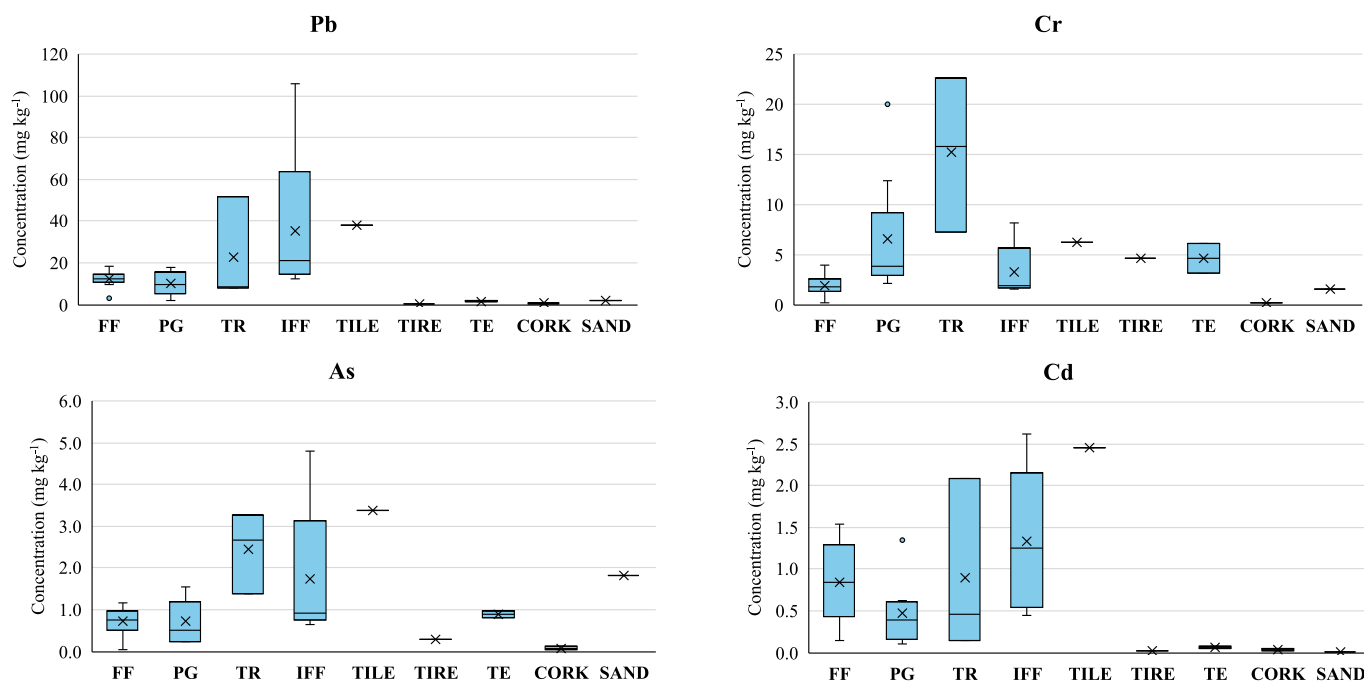 Pb
Concentration (mg kg⁻¹)
120
100
80
60
40
20
0
FF PG TR IFF TILE TIRE TE CORK SAND
Cr
Concentration (mg kg⁻¹)
25
20
15
10
5
0
FF PG TR IFF TILE TIRE TE CORK SAND
As
Concentration (mg kg⁻¹)
6.0
5.0
4.0
3.0
2.0
1.0
0.0
FF PG TR IFF TILE TIRE TE CORK SAND
Cd
Concentration (mg kg⁻¹)
3.0
2.5
2.0
1.5
1.0
0.5
0.0
FF PG TR IFF TILE TIRE TE CORK SAND